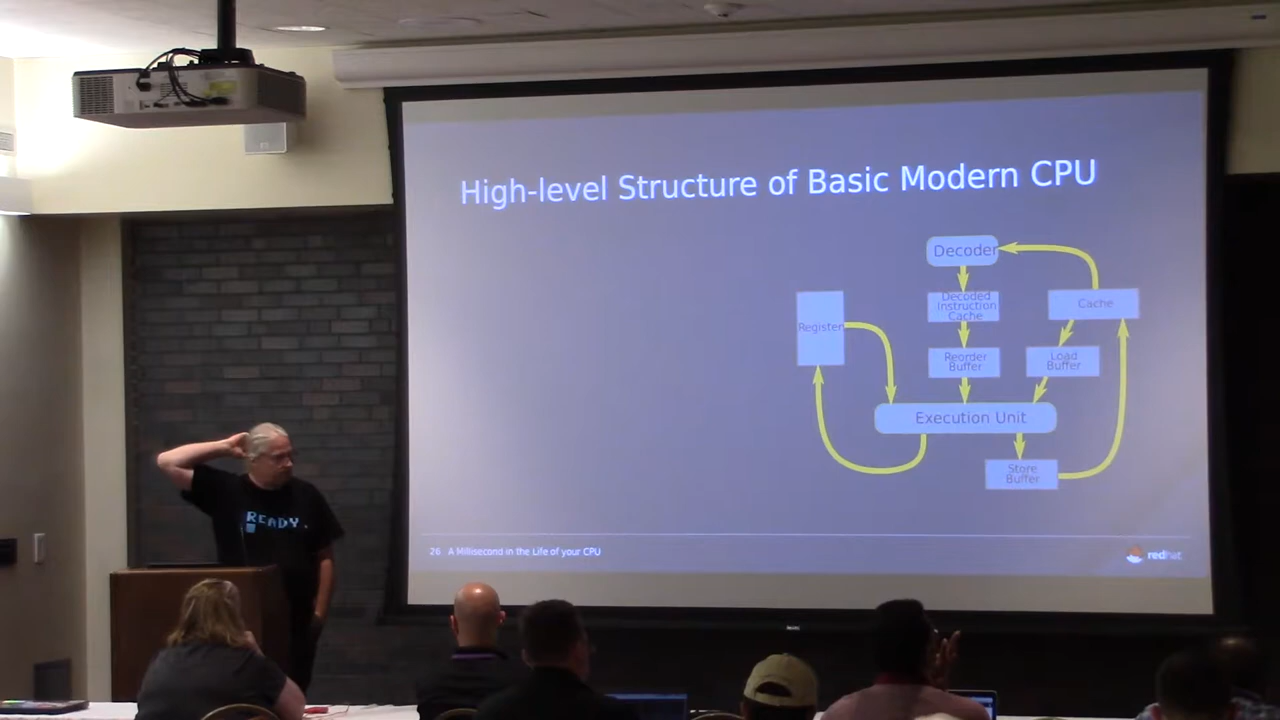 High-level Structure of Basic Modern CPU
Decoder
Decoded
Instruction
Cache
Cache
Register
Reorder
Buffer
Load
Buffer
Execution Unit
Store
Buffer
READY.
26 A Millisecond in the Life of your CPU
redhat